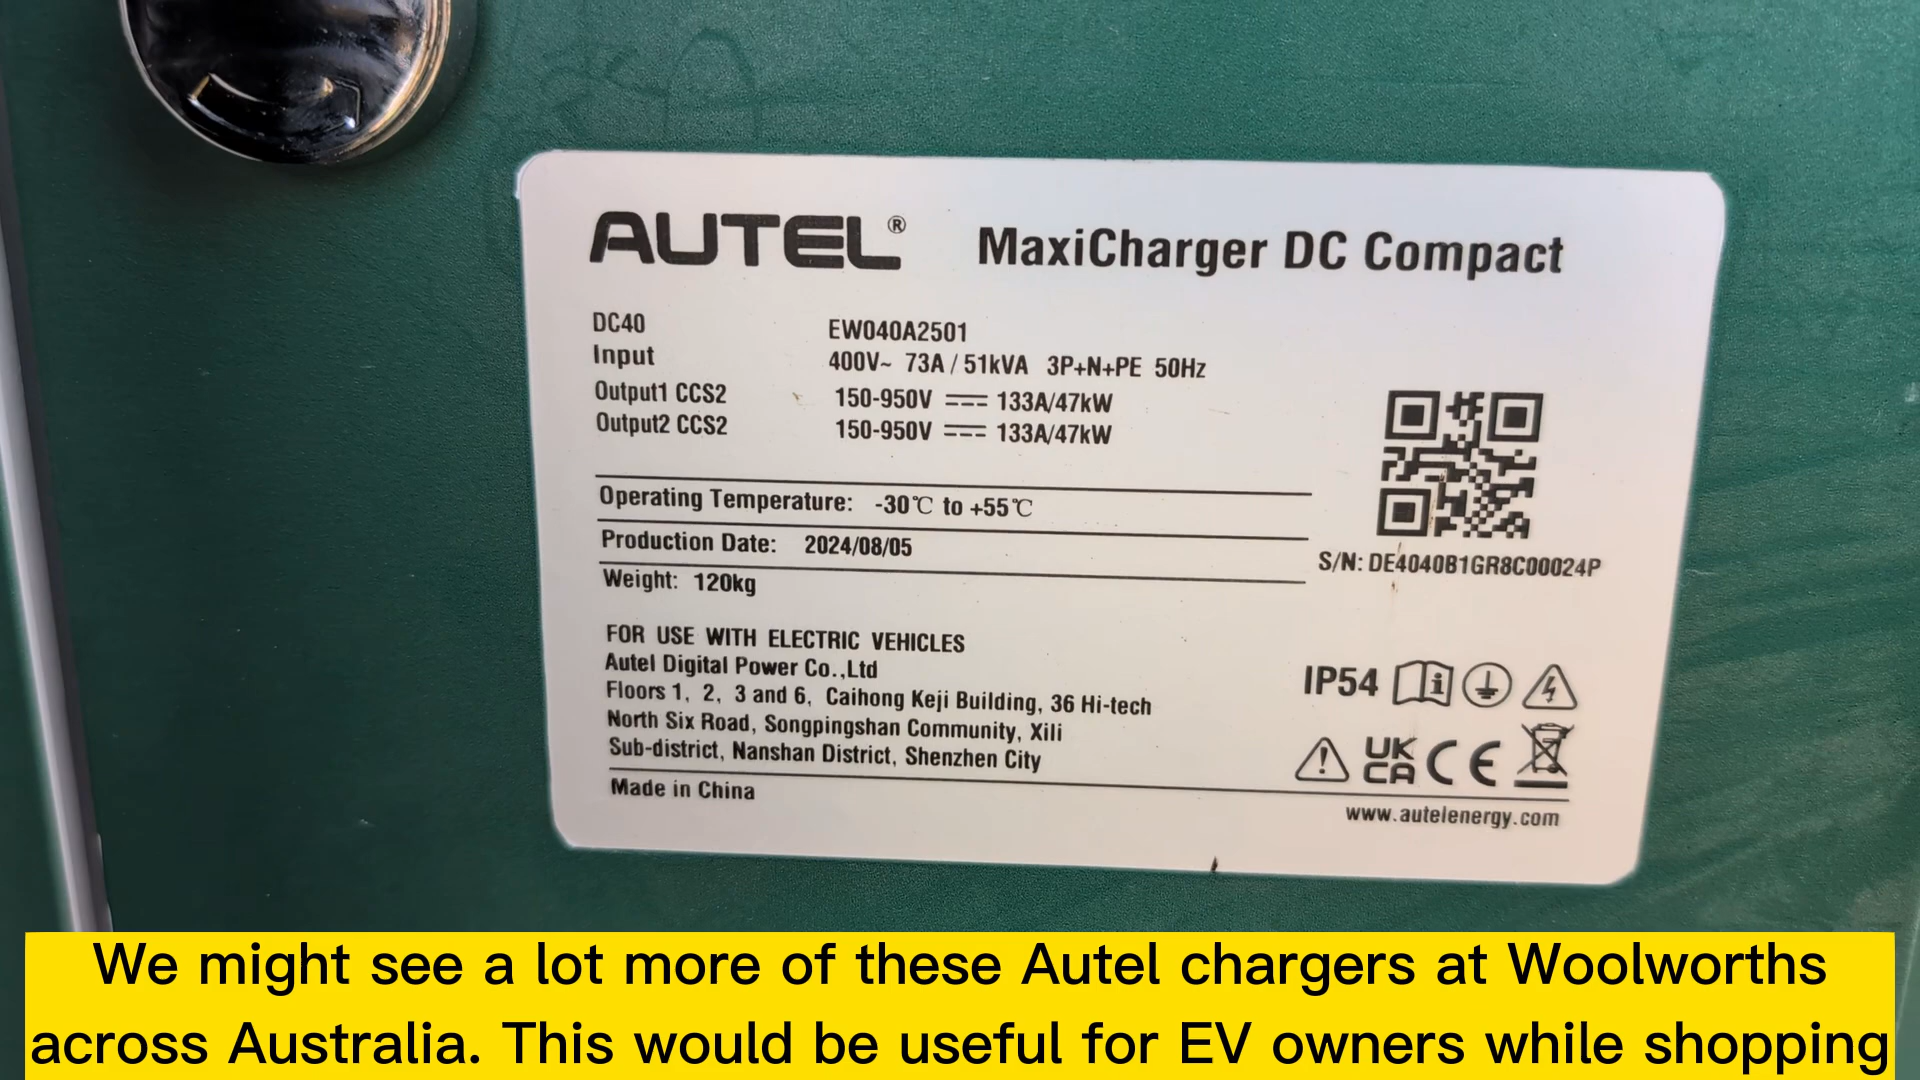 AUTEL® MaxiCharger DC Compact
DC40 EW040A2501
Input 400V~ 73A / 51kVA 3P+N+PE 50Hz
Output1 CCS2 150-950V ⎓ 133A/47kW
Output2 CCS2 150-950V ⎓ 133A/47kW
Operating Temperature: -30℃ to +55℃
Production Date: 2024/08/05
S/N: DE4040B1GR8C00024P
Weight: 120kg
FOR USE WITH ELECTRIC VEHICLES
Autel Digital Power Co.,Ltd
Floors 1, 2, 3 and 6, Caihong Keji Building, 36 Hi-tech
North Six Road, Songpingshan Community, Xili
Sub-district, Nanshan District, Shenzhen City
IP54
UK
CA CE
Made in China
www.autelenergy.com
We might see a lot more of these Autel chargers at Woolworths
across Australia. This would be useful for EV owners while shopping